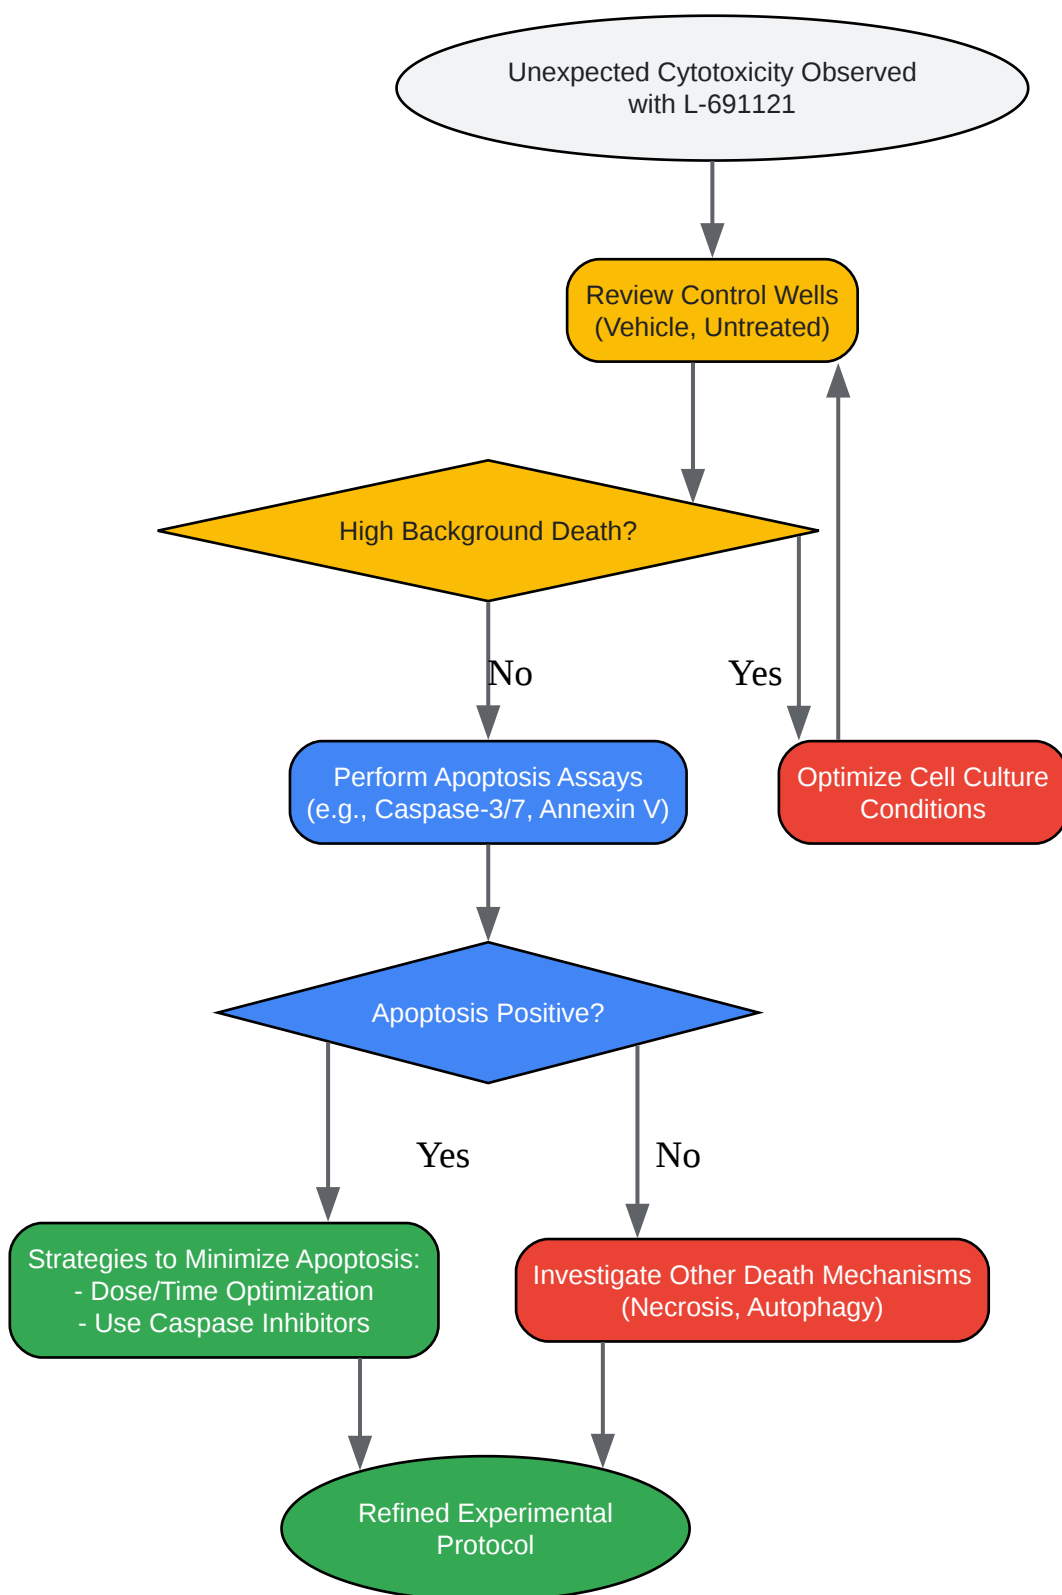 Unexpected Cytotoxicity Observed
with L-691121
Review Control Wells
(Vehicle, Untreated)
High Background Death?
No
Yes
Perform Apoptosis Assays
(e.g., Caspase-3/7, Annexin V)
Optimize Cell Culture
Conditions
Apoptosis Positive?
Yes
No
Strategies to Minimize Apoptosis:
- Dose/Time Optimization
- Use Caspase Inhibitors
Investigate Other Death Mechanisms
(Necrosis, Autophagy)
Refined Experimental
Protocol